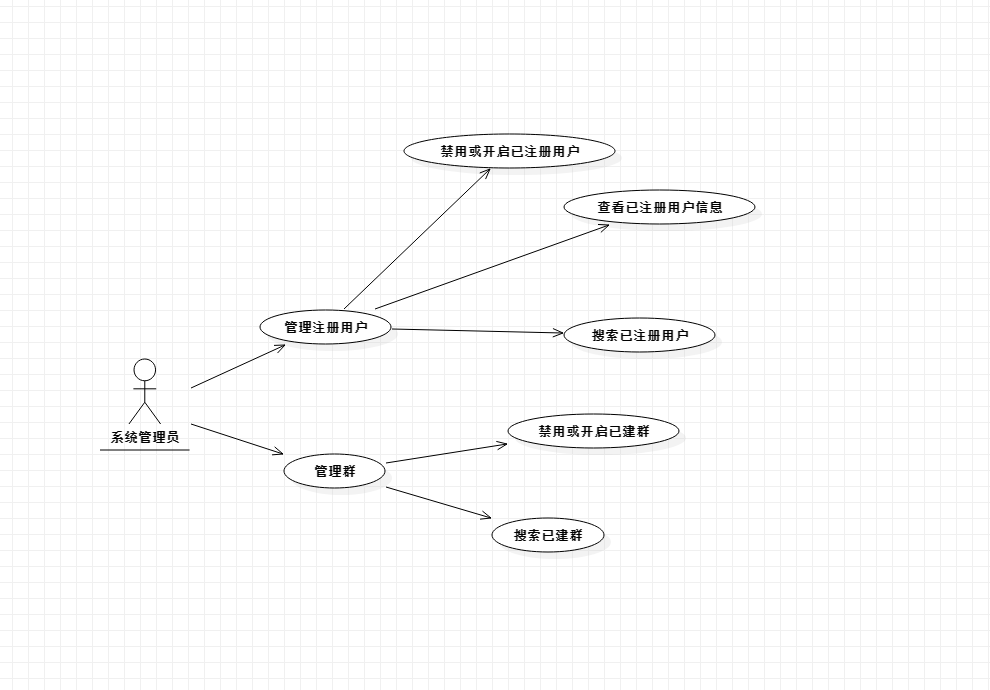 禁用或开启已注册用户
查看已注册用户信息
管理注册用户
搜索已注册用户
系统管理员
禁用或开启已建群
管理群
搜索已建群